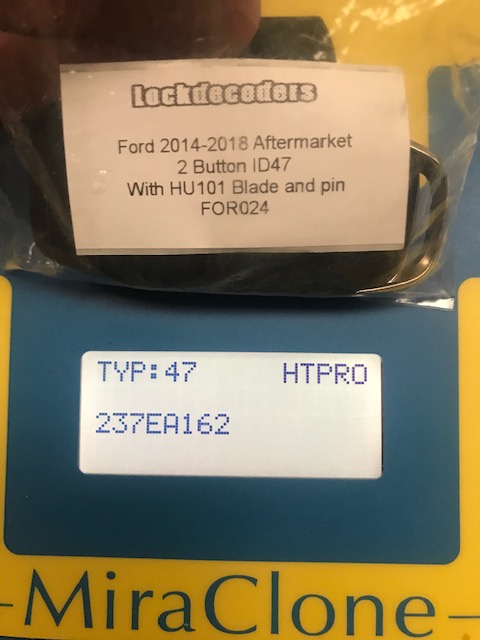 Lockdecoders
Ford 2014-2018 Aftermarket
2 Button ID47
With HU101 Blade and pin
FOR024
TYP:47 HTPRO
237EA162
MiraClone